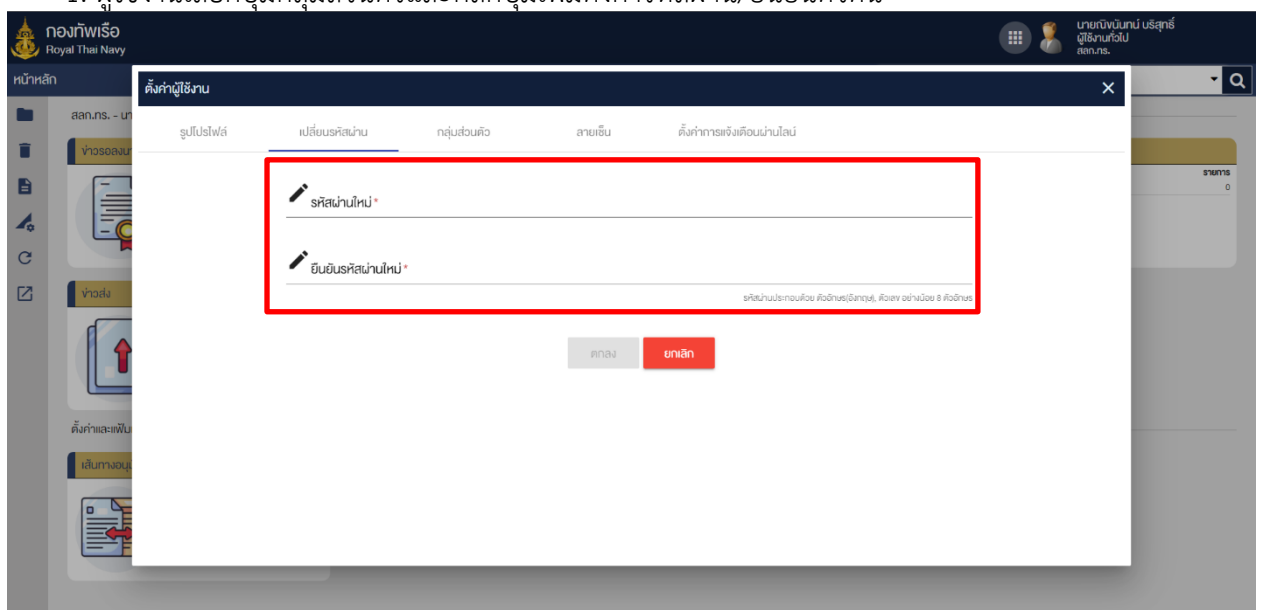 กองทัพเรือ
Royal Thai Navy
นายณิงนันทน์ บริสุทธิ์
ผู้ใช้งานทั่วไป
สลก.ทร.
หน้าหลัก
ตั้งค่าผู้ใช้งาน
สลก.ทร. - นา
รูปโปรไฟล์
เปลี่ยนรหัสผ่าน
กลุ่มส่วนตัว
ลายเซ็น
ตั้งค่าการแจ้งเตือนผ่านไลน์
ข่าวรอลงนา
รายการ
0
รหัสผ่านใหม่ *
ยืนยันรหัสผ่านใหม่ *
รหัสผ่านประกอบด้วย ตัวอักษร(อังกฤษ), ตัวเลข อย่างน้อย 8 ตัวอักษร
ข่าวส่ง
ตกลง
ยกเลิก
ตั้งค่าและแฟ้ม
เส้นทางอนุมั